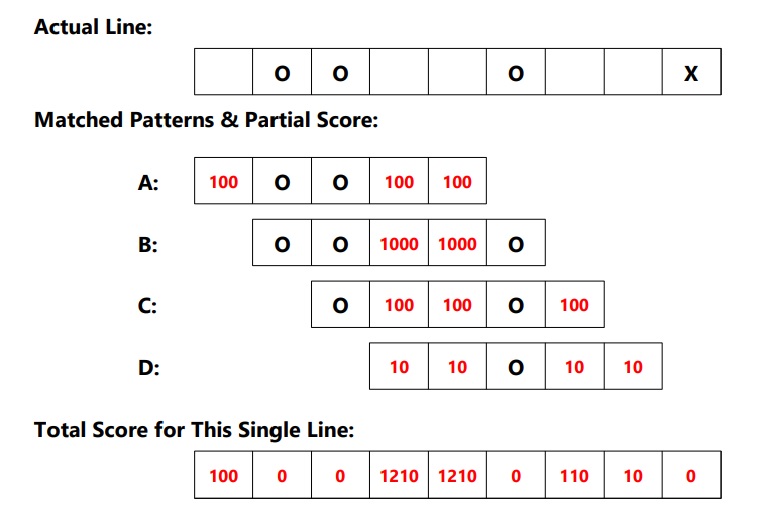 Actual Line:
O O O X
Matched Patterns & Partial Score:
A: 100 O O 100 100
B: O O 1000 1000 O
C: O 100 100 O 100
D: 10 10 O 10 10
Total Score for This Single Line:
100 0 0 1210 1210 0 110 10 0